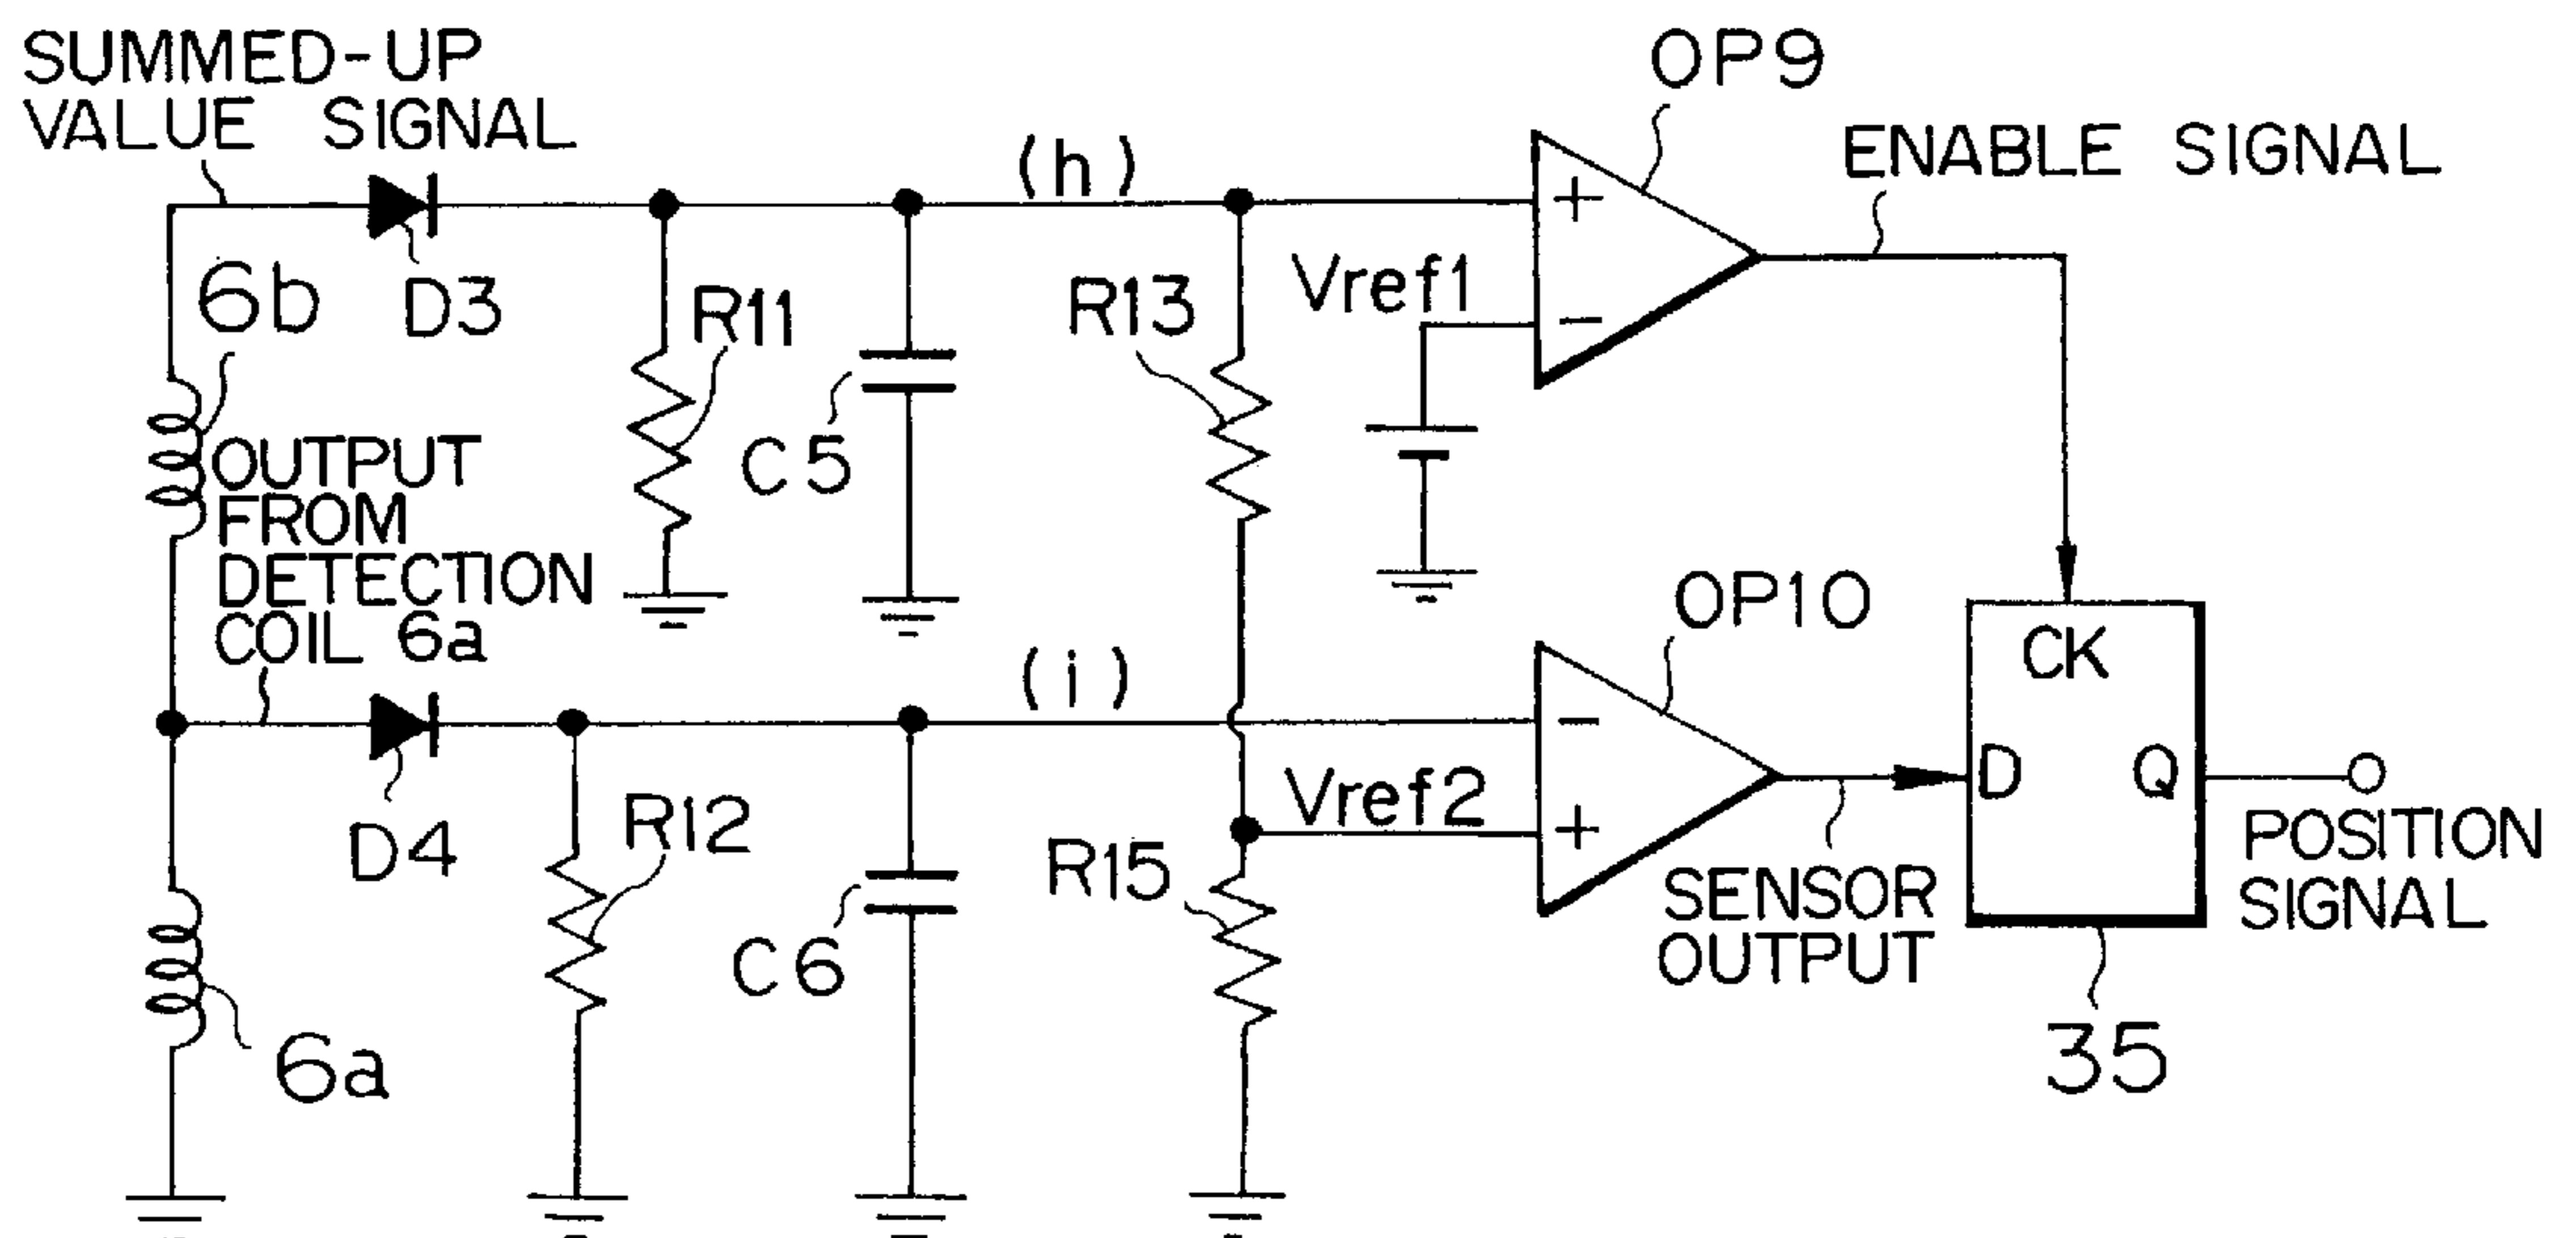 SUMMED-UP
VALUE SIGNAL
OP9
ENABLE SIGNAL
(h)
6b
D3
R11
C5
R13
Vref1
+
−
OUTPUT
FROM
DETECTION
COIL 6a
(i)
OP10
CK
D
Q
D4
R12
C6
R15
Vref2
−
+
SENSOR
OUTPUT
POSITION
SIGNAL
6a
35